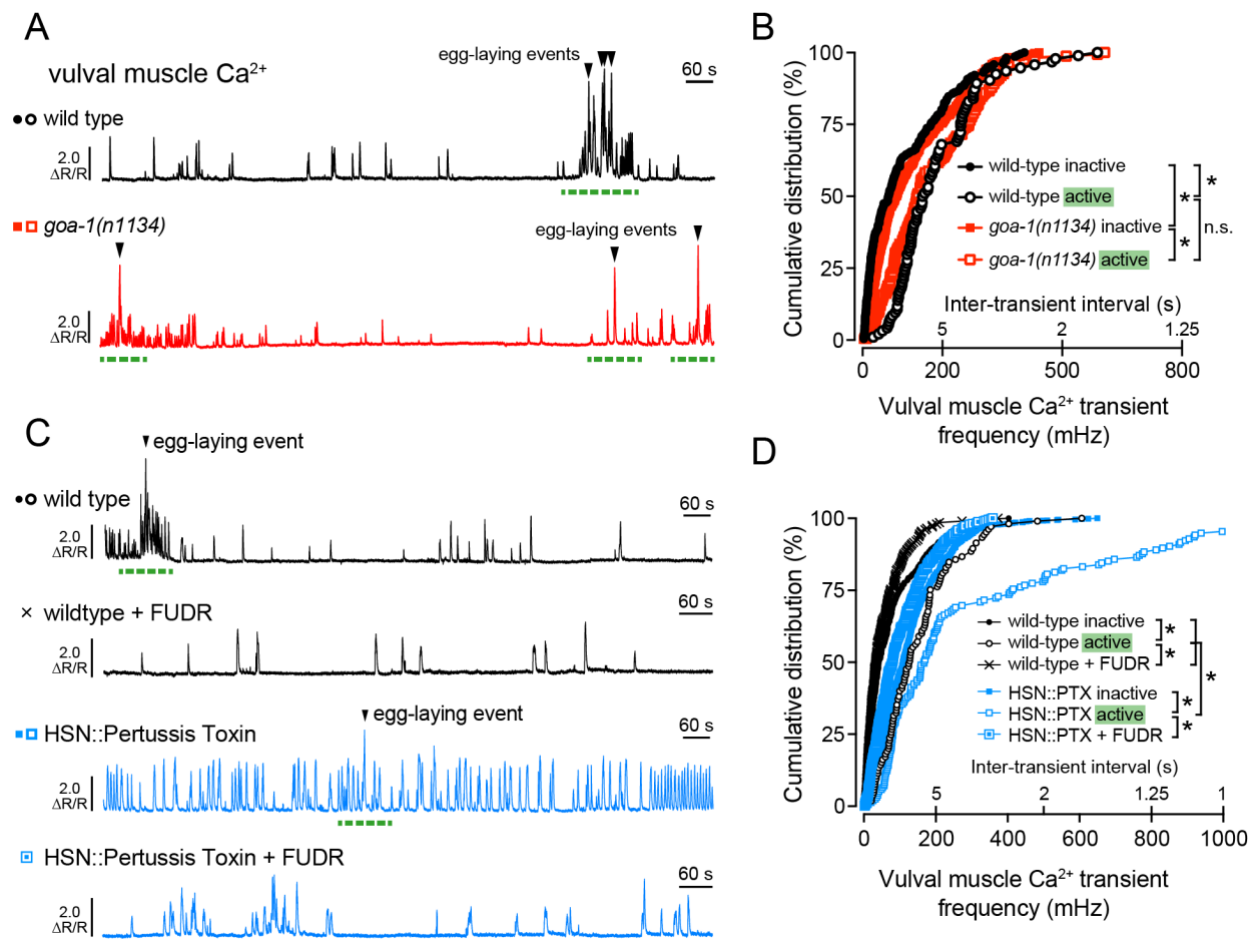 A
vulval muscle Ca²⁺
egg-laying events
60 s
wild type
2.0
ΔR/R
goa-1(n1134)
egg-laying events
2.0
ΔR/R
B
Cumulative distribution (%)
100
75
50
25
0
wild-type inactive
wild-type active
goa-1(n1134) inactive
goa-1(n1134) active
*
*
*
n.s.
Inter-transient interval (s)
5 2 1.25
0 200 500 800
Vulval muscle Ca²⁺ transient
frequency (mHz)
C
egg-laying event
wild type
60 s
2.0
ΔR/R
wildtype + FUDR
60 s
2.0
ΔR/R
egg-laying event
HSN::Pertussis Toxin
60 s
2.0
ΔR/R
HSN::Pertussis Toxin + FUDR
60 s
2.0
ΔR/R
D
Cumulative distribution (%)
100
75
50
25
0
wild-type inactive
wild-type active
wild-type + FUDR
HSN::PTX inactive
HSN::PTX active
HSN::PTX + FUDR
*
*
*
*
*
Inter-transient interval (s)
5 2 1.25 1
0 200 400 600 800 1000
Vulval muscle Ca²⁺ transient
frequency (mHz)